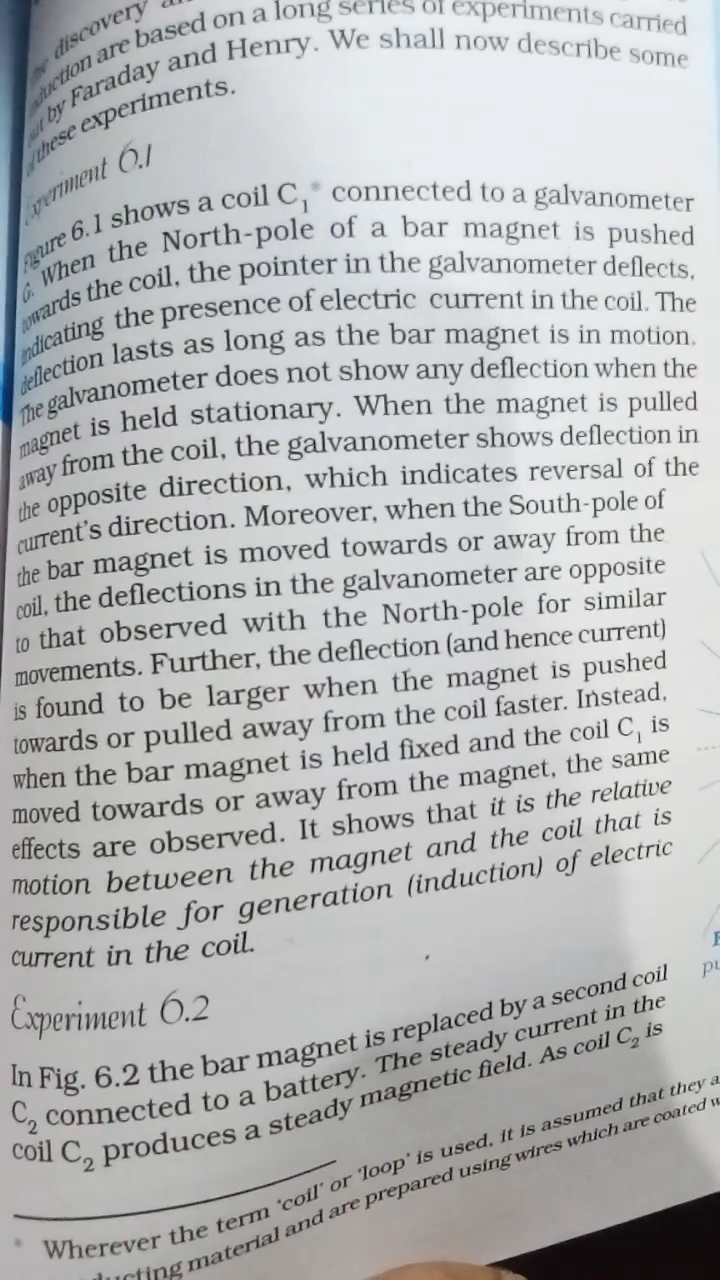 discovery
duction are based on a long series of experiments carried
out by Faraday and Henry. We shall now describe some
of these experiments.
Experiment 6.1
Figure 6.1 shows a coil C₁* connected to a galvanometer
G. When the North-pole of a bar magnet is pushed
towards the coil, the pointer in the galvanometer deflects,
indicating the presence of electric current in the coil. The
deflection lasts as long as the bar magnet is in motion.
The galvanometer does not show any deflection when the
magnet is held stationary. When the magnet is pulled
away from the coil, the galvanometer shows deflection in
the opposite direction, which indicates reversal of the
current's direction. Moreover, when the South-pole of
the bar magnet is moved towards or away from the
coil, the deflections in the galvanometer are opposite
to that observed with the North-pole for similar
movements. Further, the deflection (and hence current)
is found to be larger when the magnet is pushed
towards or pulled away from the coil faster. Instead,
when the bar magnet is held fixed and the coil C₁ is
moved towards or away from the magnet, the same
effects are observed. It shows that it is the relative
motion between the magnet and the coil that is
responsible for generation (induction) of electric
current in the coil.
Experiment 6.2
In Fig. 6.2 the bar magnet is replaced by a second coil
C₂ connected to a battery. The steady current in the
coil C₂ produces a steady magnetic field. As coil C₂ is
* Wherever the term 'coil' or 'loop' is used, it is assumed that they a
ducting material and are prepared using wires which are coated w